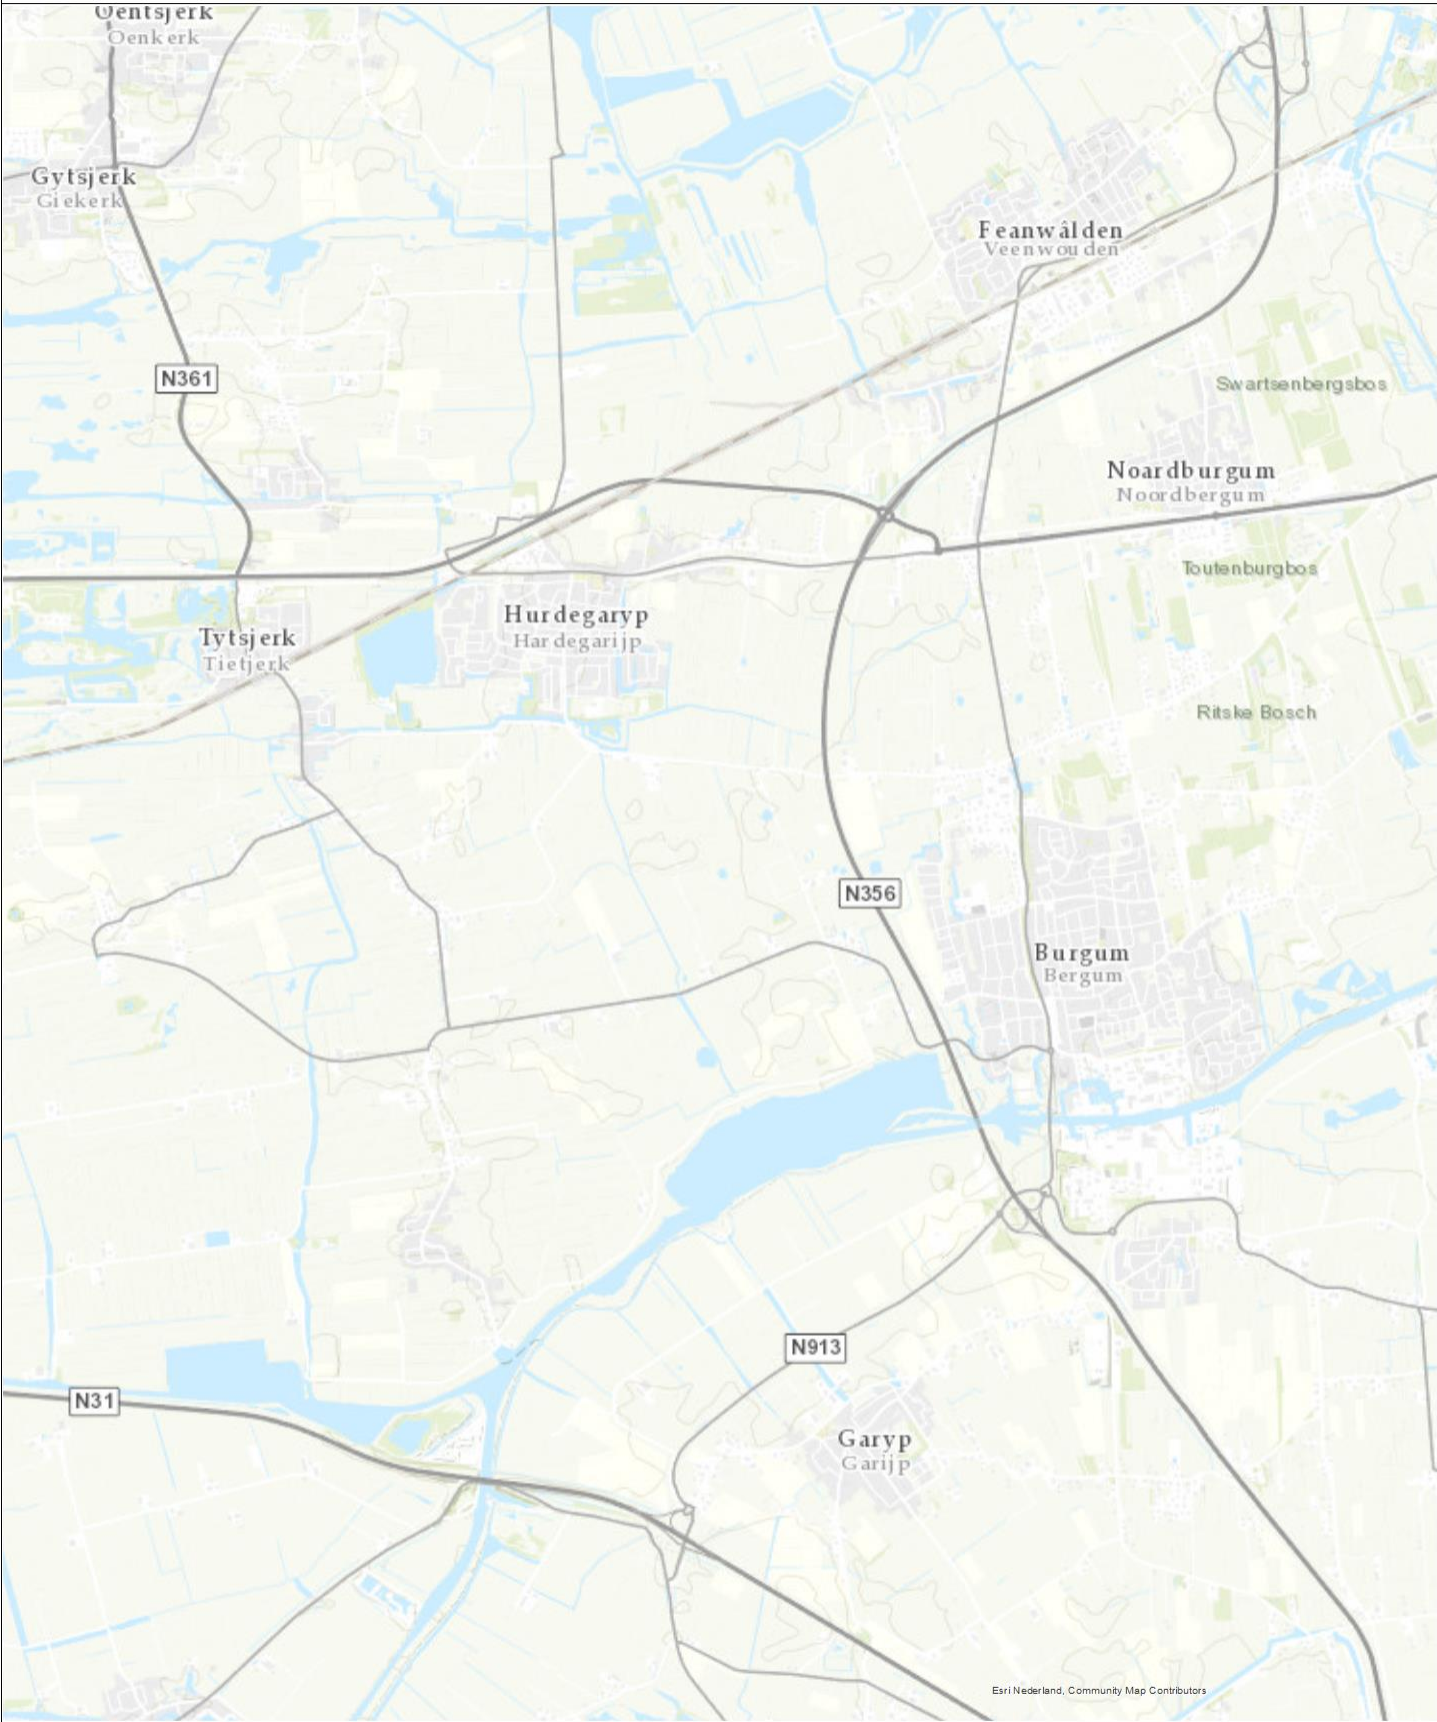 Oentsjerk
Oenkerk
Gytsjerk
Giekerk
Feanwâlden
Veenwouden
N361
Swartsenbergsbos
Noardburgum
Noordbergum
Toutenburgbos
Hurdegaryp
Hardegarijp
Tytsjerk
Tietjerk
Ritske Bosch
N356
Burgum
Bergum
N913
N31
Garyp
Garijp
Esri Nederland, Community Map Contributors